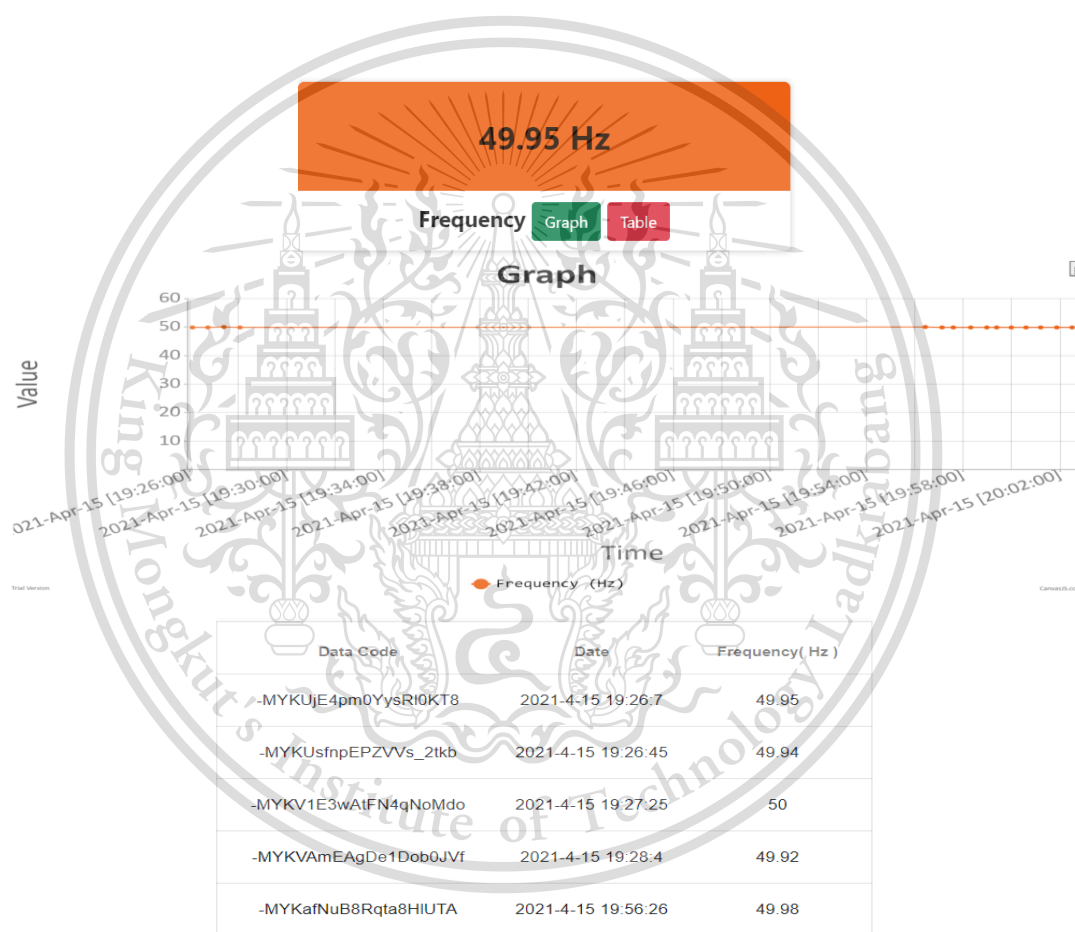 49.95 Hz
Frequency Graph Table
Graph
60
50
40
30
20
10
Value
021-Apr-15 [19:26:00]
2021-Apr-15 [19:30:00]
2021-Apr-15 [19:34:00]
2021-Apr-15 [19:38:00]
2021-Apr-15 [19:42:00]
2021-Apr-15 [19:46:00]
2021-Apr-15 [19:50:00]
2021-Apr-15 [19:54:00]
2021-Apr-15 [19:58:00]
2021-Apr-15 [20:02:00]
Time
Trial Version
CanvasJS.co
Frequency (Hz)
Data Code Date Frequency( Hz )
-MYKUjE4pm0YysRI0KT8 2021-4-15 19:26:7 49.95
-MYKUsfnpEPZVVs_2tkb 2021-4-15 19:26:45 49.94
-MYKV1E3wAtFN4qNoMdo 2021-4-15 19:27:25 50
-MYKVAmEAgDe1Dob0JVf 2021-4-15 19:28:4 49.92
-MYKafNuB8Rqta8HIUTA 2021-4-15 19:56:26 49.98
King Mongkut's Institute of Technology Ladkrabang